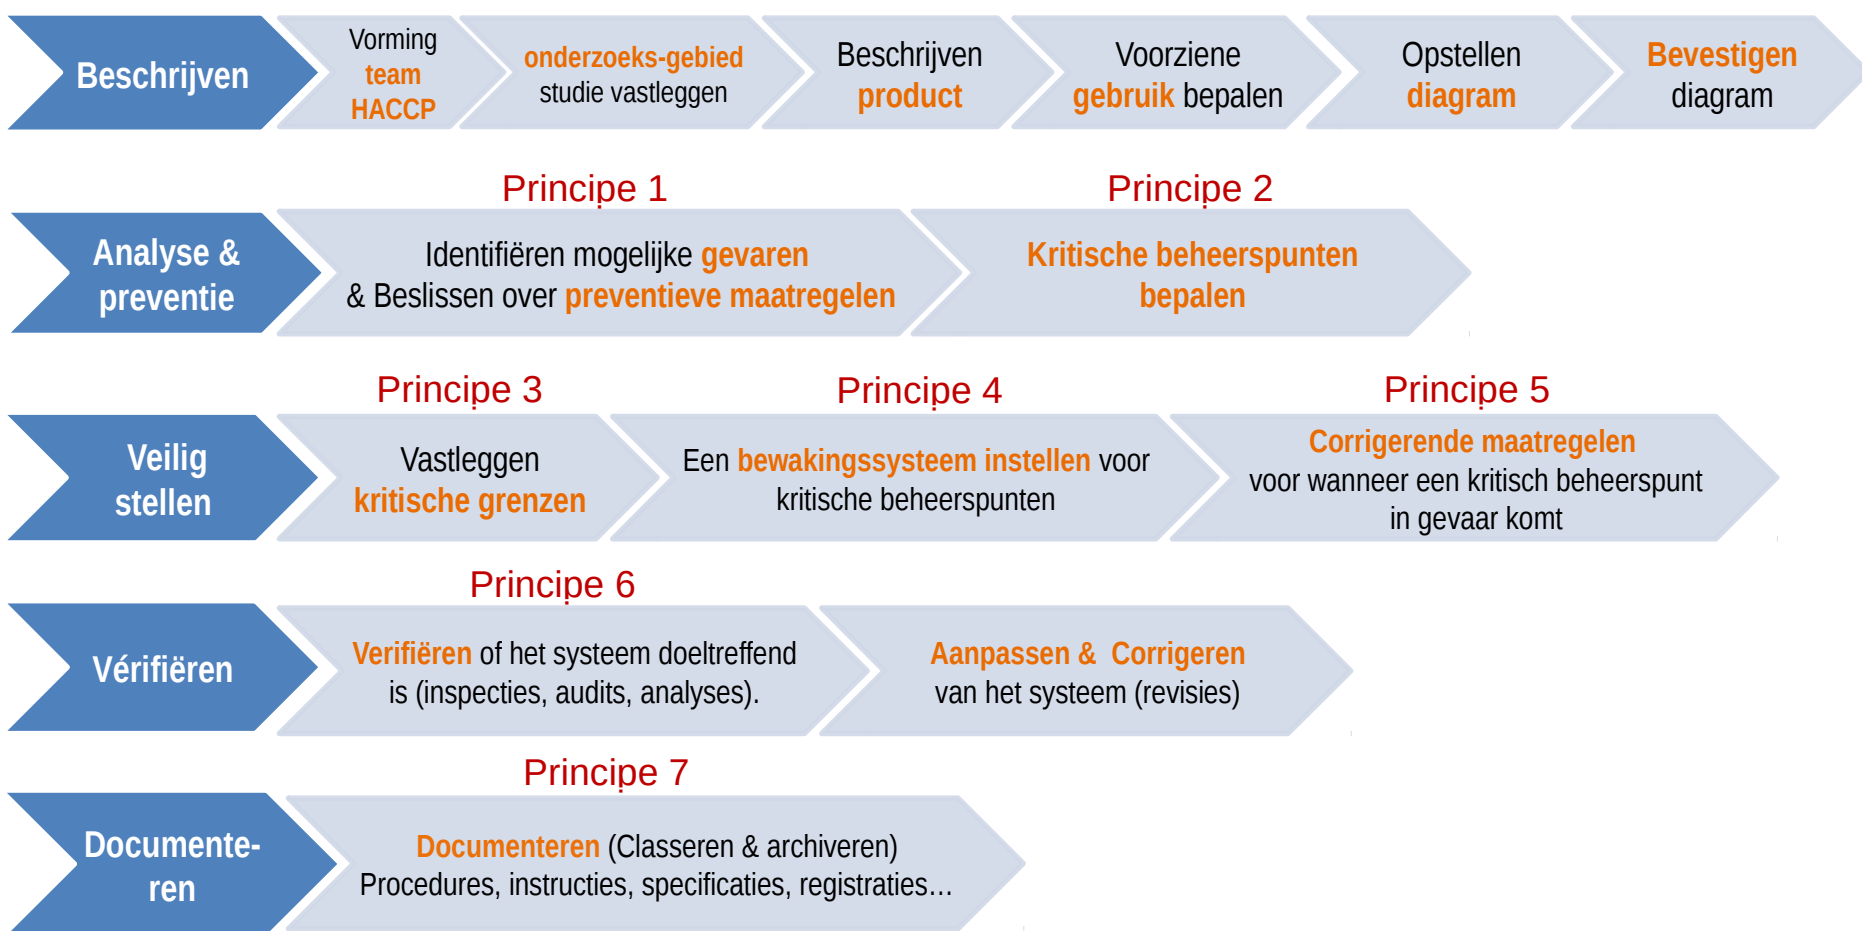 Beschrijven
Vorming
team
HACCP
onderzoeks-gebied
studie vastleggen
Beschrijven
product
Voorziene
gebruik bepalen
Opstellen
diagram
Bevestigen
diagram
Principe 1
Principe 2
Analyse &
preventie
Identifiëren mogelijke gevaren
& Beslissen over preventieve maatregelen
Kritische beheerspunten
bepalen
Principe 3
Principe 4
Principe 5
Veilig
stellen
Vastleggen
kritische grenzen
Een bewakingssysteem instellen voor
kritische beheerspunten
Corrigerende maatregelen
voor wanneer een kritisch beheerspunt
in gevaar komt
Principe 6
Vérifiëren
Verifiëren of het systeem doeltreffend
is (inspecties, audits, analyses).
Aanpassen & Corrigeren
van het systeem (revisies)
Principe 7
Documente-
ren
Documenteren (Classeren & archiveren)
Procedures, instructies, specificaties, registraties…